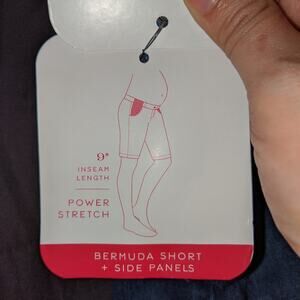 9"
INSEAM
LENGTH
POWER
STRETCH
BERMUDA SHORT
+ SIDE PANELS